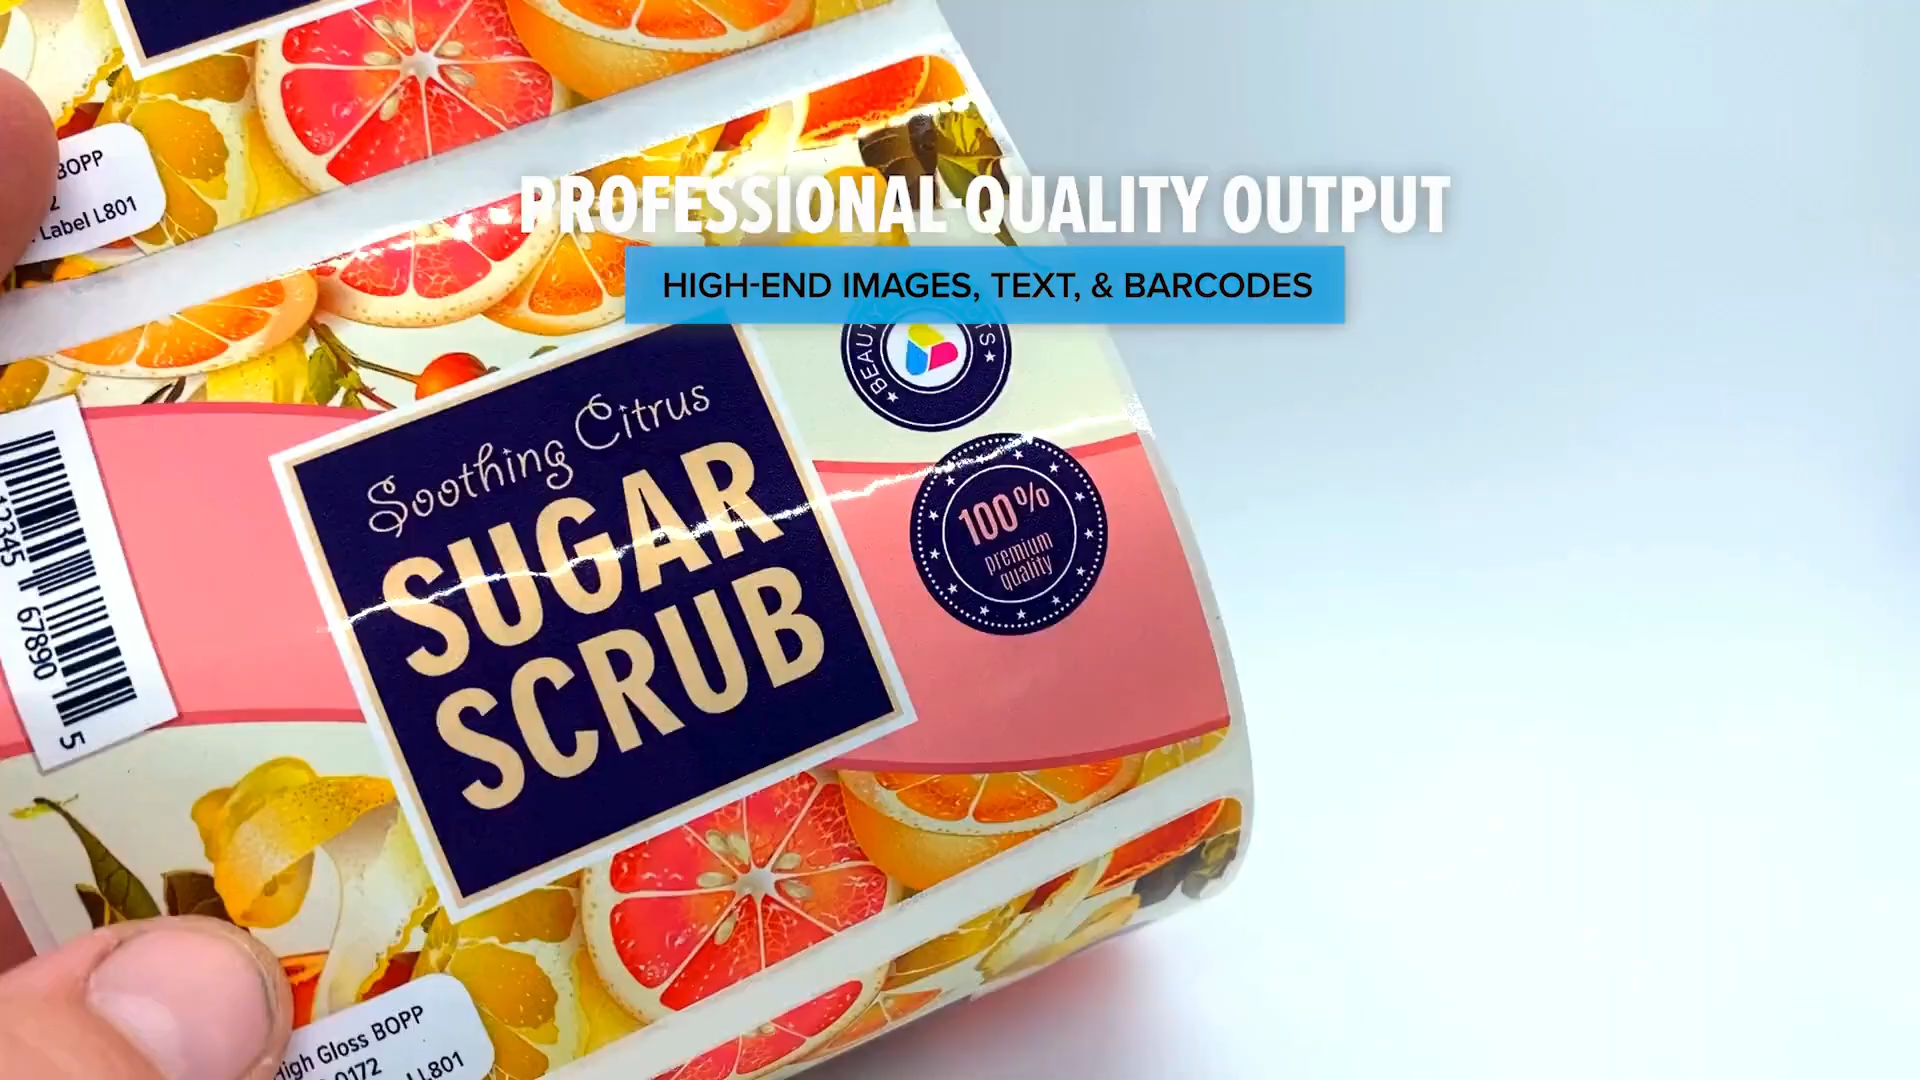 BOPP
Label L801
PROFESSIONAL-QUALITY OUTPUT
HIGH-END IMAGES, TEXT, & BARCODES
Soothing Citrus
SUGAR
SCRUB
100%
premium
quality
12345
67890
5
High Gloss BOPP
0172
L801